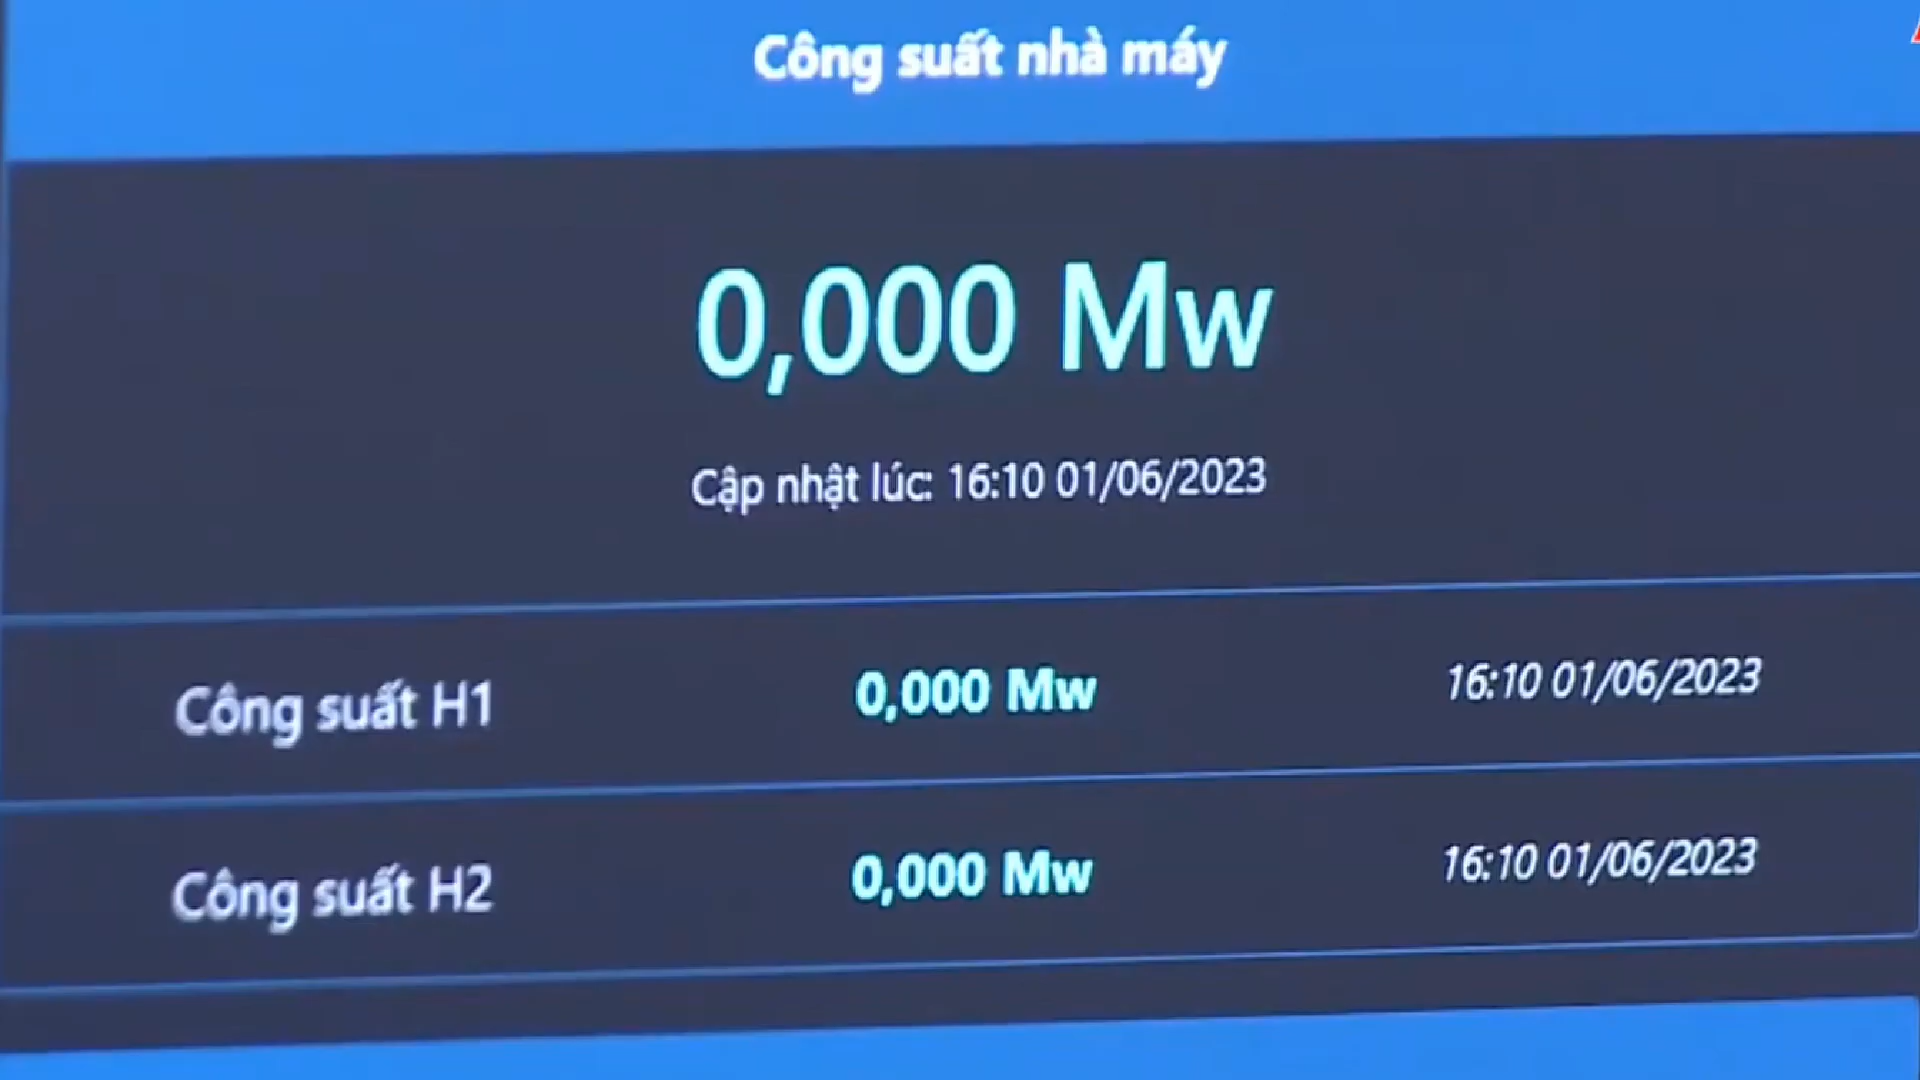 Công suất nhà máy
0,000 Mw
Cập nhật lúc: 16:10 01/06/2023
Công suất H1 0,000 Mw 16:10 01/06/2023
Công suất H2 0,000 Mw 16:10 01/06/2023